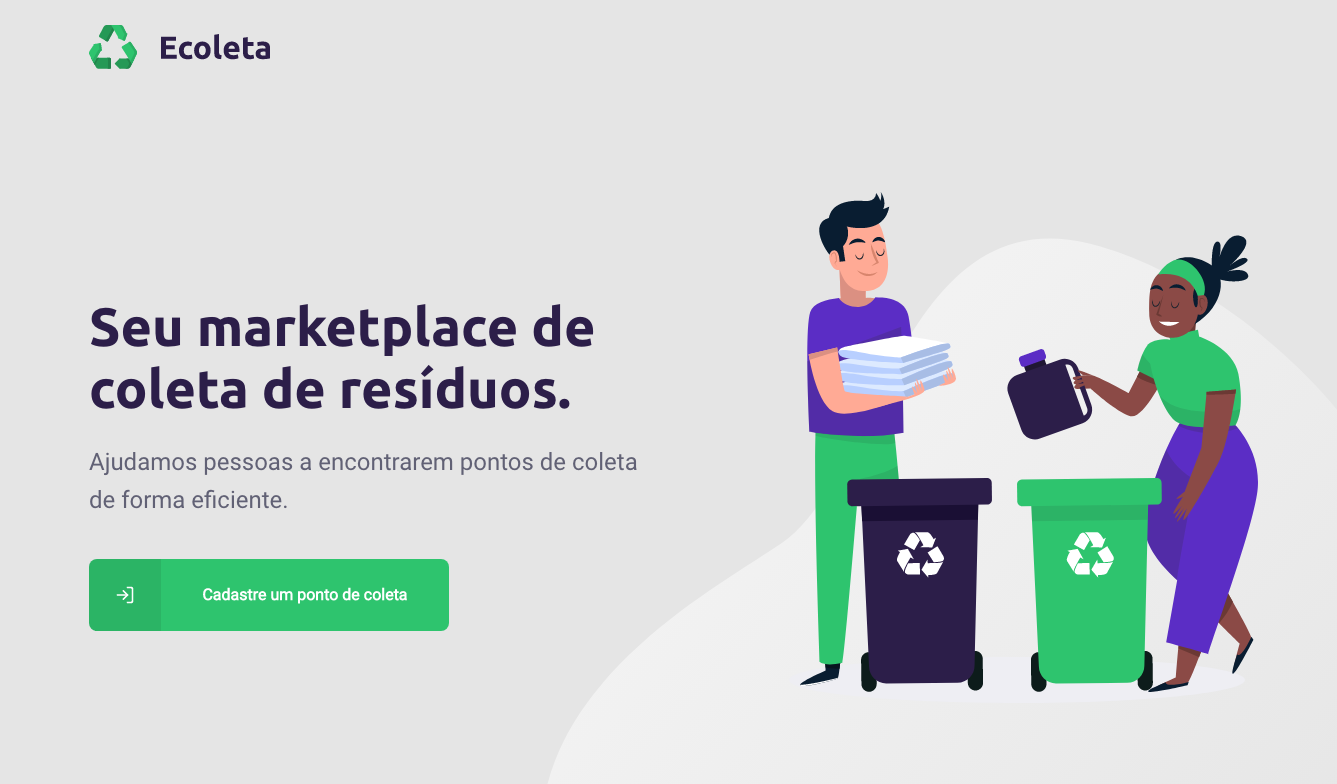 Ecoleta
Seu marketplace de
coleta de resíduos.
Ajudamos pessoas a encontrarem pontos de coleta
de forma eficiente.
Cadastre um ponto de coleta